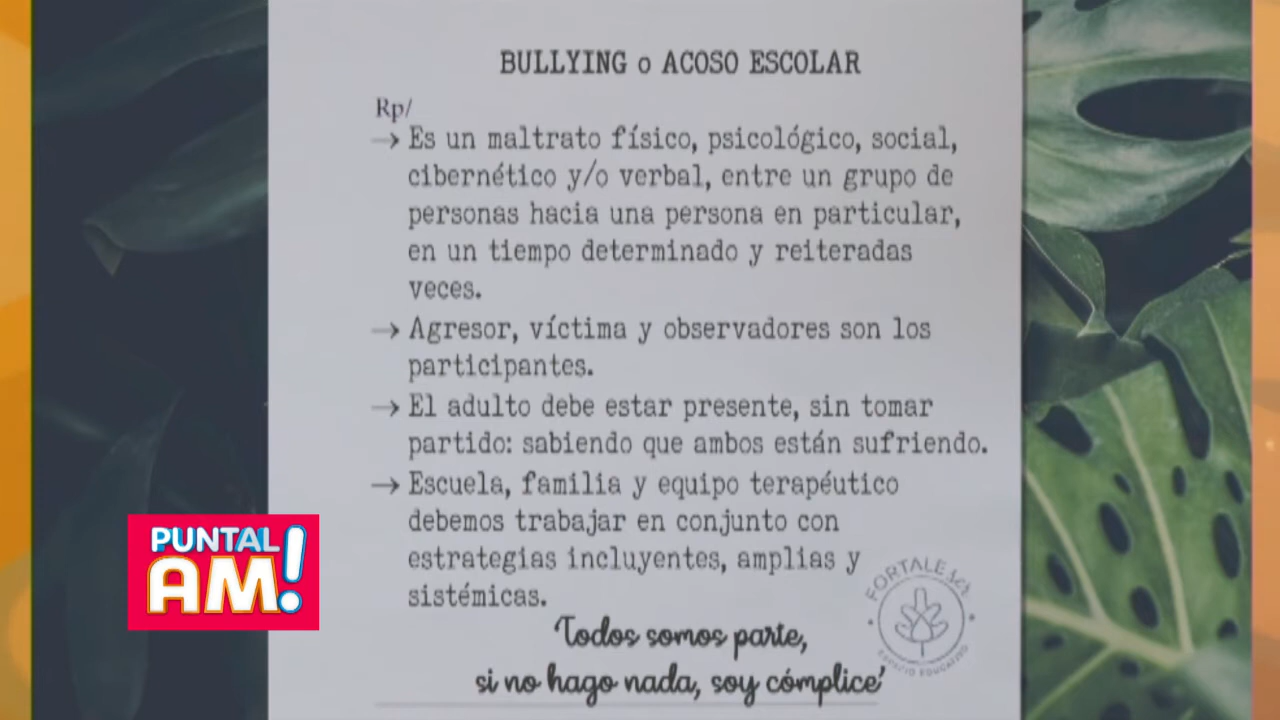 BULLYING o ACOSO ESCOLAR
Rp/
→ Es un maltrato físico, psicológico, social,
cibernético y/o verbal, entre un grupo de
personas hacia una persona en particular,
en un tiempo determinado y reiteradas
veces.
→ Agresor, víctima y observadores son los
participantes.
→ El adulto debe estar presente, sin tomar
partido: sabiendo que ambos están sufriendo.
→ Escuela, familia y equipo terapéutico
debemos trabajar en conjunto con
estrategias incluyentes, amplias y
sistémicas.
Todos somos parte,
si no hago nada, soy cómplice
FORTALEser
ESPACIO EDUCATIVO
PUNTAL
AM!